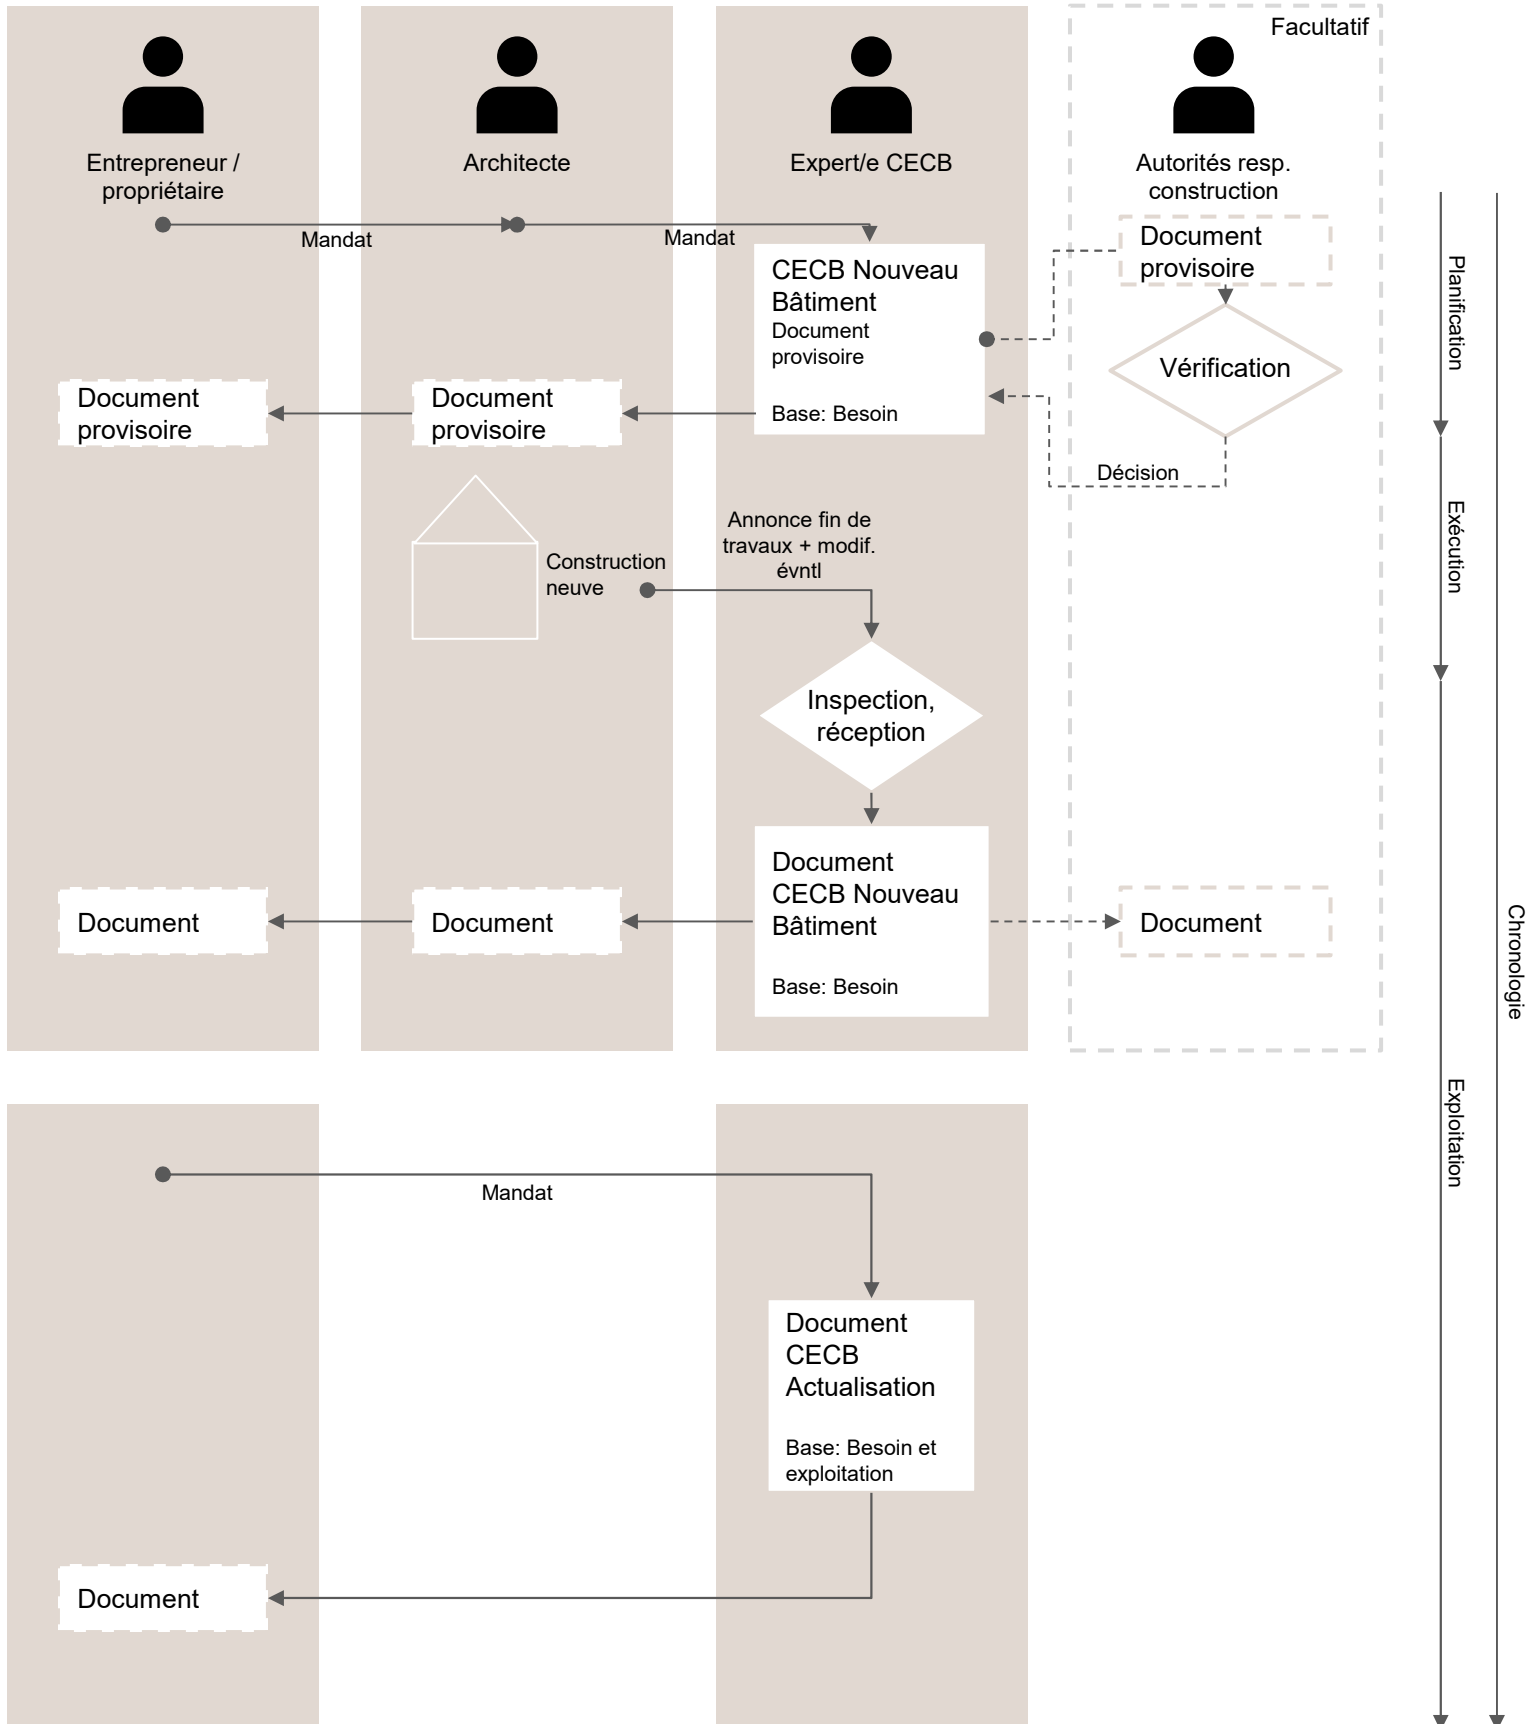 Facultatif
Entrepreneur /
propriétaire
Architecte
Expert/e CECB
Autorités resp.
construction
Mandat
Mandat
CECB Nouveau
Bâtiment
Document
provisoire
Base: Besoin
Document
provisoire
Vérification
Décision
Document
provisoire
Document
provisoire
Construction
neuve
Annonce fin de
travaux + modif.
évntl
Inspection,
réception
Document
CECB Nouveau
Bâtiment
Base: Besoin
Document
Document
Document
Mandat
Document
CECB
Actualisation
Base: Besoin et
exploitation
Document
Planification
Exécution
Exploitation
Chronologie